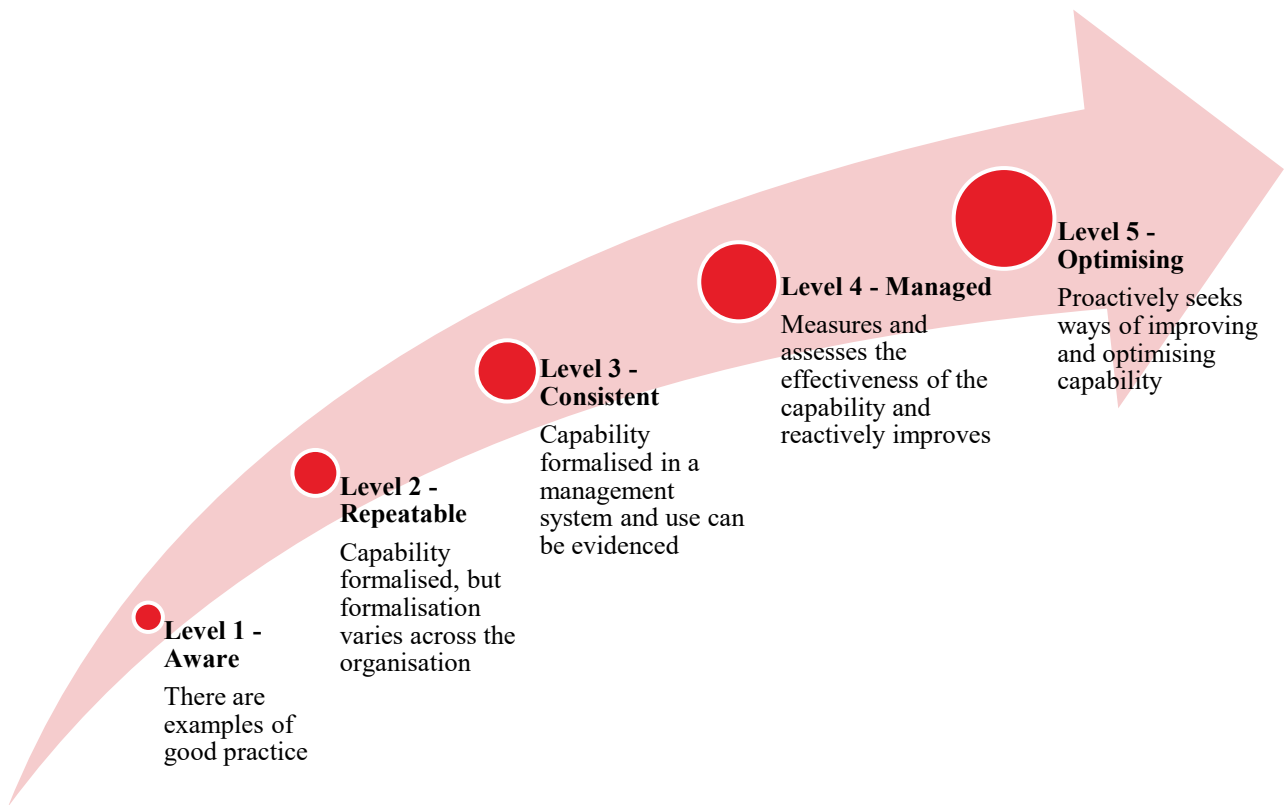 Level 1 -
Aware
There are
examples of
good practice
Level 2 -
Repeatable
Capability
formalised, but
formalisation
varies across the
organisation
Level 3 -
Consistent
Capability
formalised in a
management
system and use can
be evidenced
Level 4 - Managed
Measures and
assesses the
effectiveness of the
capability and
reactively improves
Level 5 -
Optimising
Proactively seeks
ways of improving
and optimising
capability